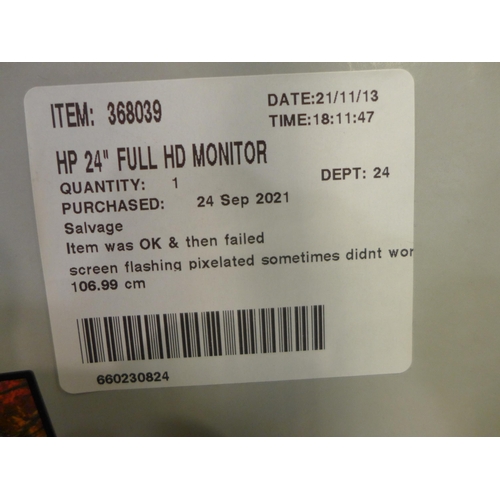 ITEM: 368039
DATE:21/11/13
TIME:18:11:47
HP 24" FULL HD MONITOR
QUANTITY: 1
DEPT: 24
PURCHASED: 24 Sep 2021
Salvage
Item was OK & then failed
screen flashing pixelated sometimes didnt wor
106.99 cm
660230824